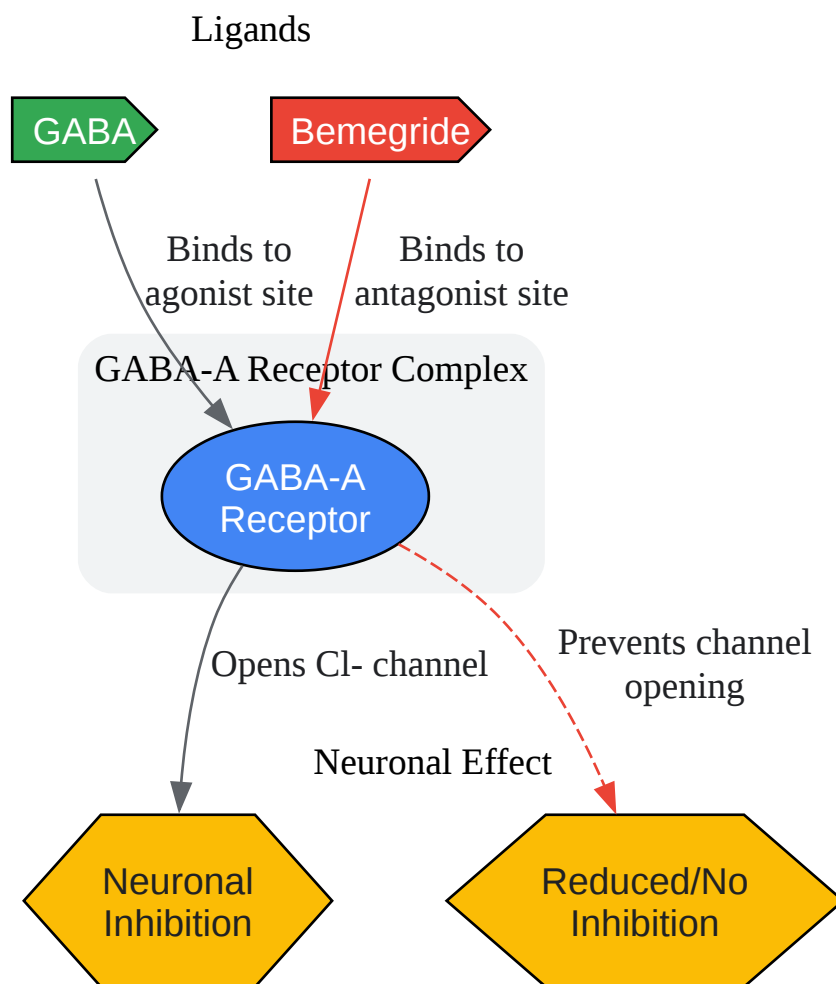 Ligands
GABA
Bemegride
Binds to
agonist site
Binds to
antagonist site
GABA-A Receptor Complex
GABA-A
Receptor
Opens Cl- channel
Prevents channel
opening
Neuronal Effect
Neuronal
Inhibition
Reduced/No
Inhibition